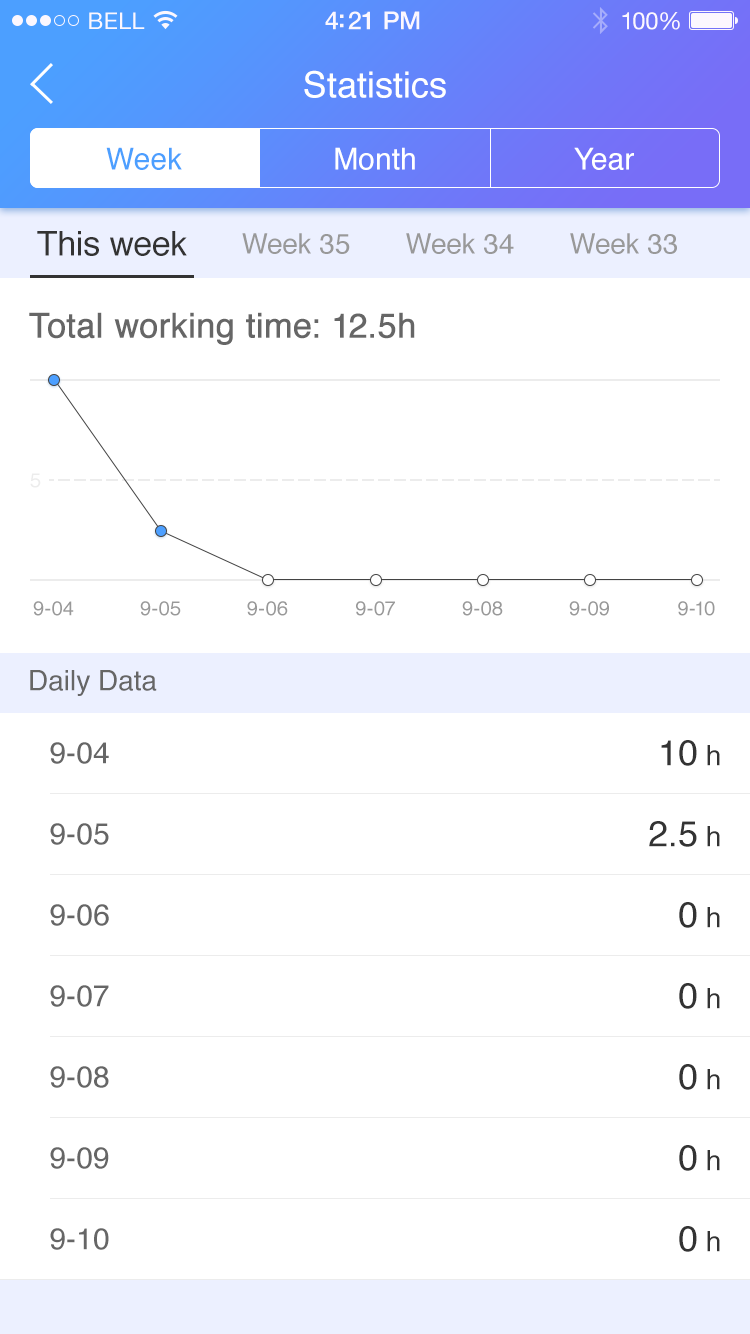 BELL 4:21 PM 100%
Statistics
Week Month Year
This week Week 35 Week 34 Week 33
Total working time: 12.5h
5
9-04 9-05 9-06 9-07 9-08 9-09 9-10
Daily Data
9-04 10 h
9-05 2.5 h
9-06 0 h
9-07 0 h
9-08 0 h
9-09 0 h
9-10 0 h